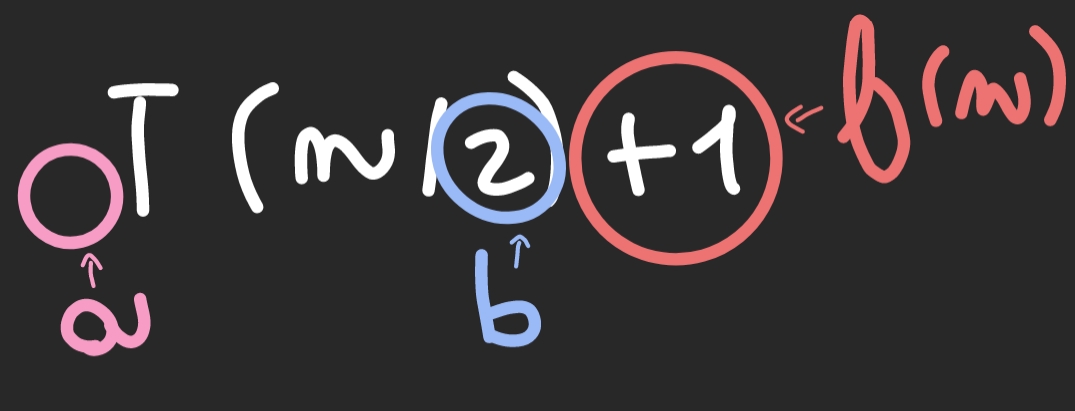 T(n/2)+1 ← f(n)
↑ ↑
a b